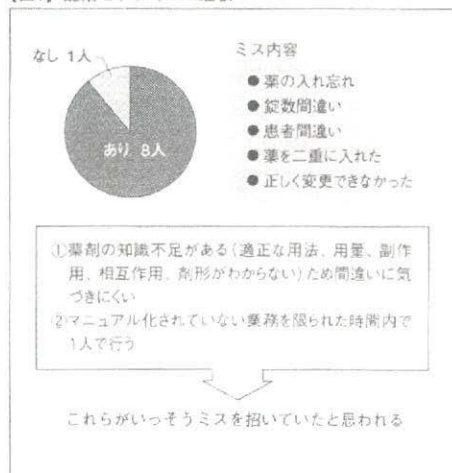 なし 1人
あり 8人
ミス内容
●薬の入れ忘れ
●錠数間違い
●患者間違い
●薬を二重に入れた
●正しく変更できなかった
①薬剤の知識不足がある(適正な用法、用量、副作
用、相互作用、剤形がわからない)ため間違いに気
づきにくい
②マニュアル化されていない業務を限られた時間内で
1人で行う
これらがいっそうミスを招いていたと思われる